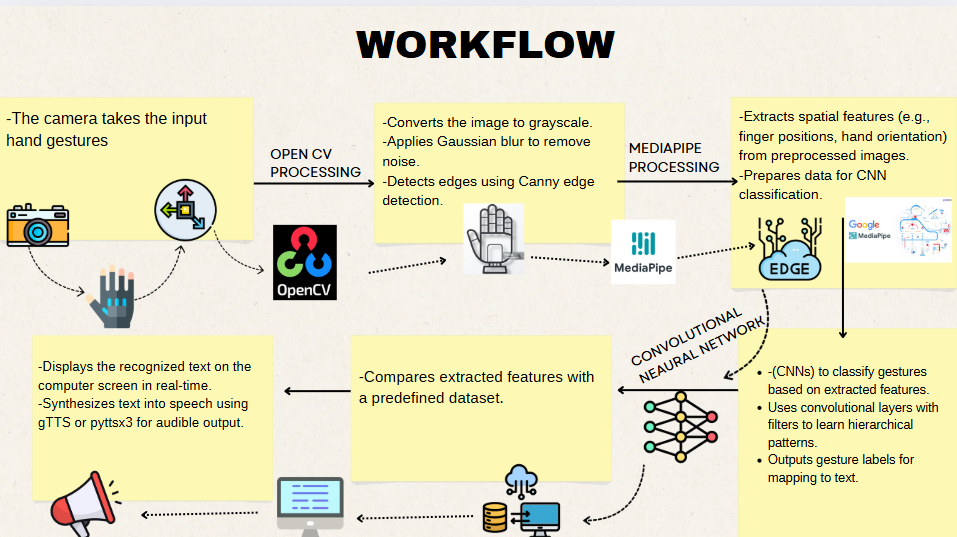 WORKFLOW
-The camera takes the input
hand gestures
OPEN CV
PROCESSING
-Converts the image to grayscale.
-Applies Gaussian blur to remove
noise.
-Detects edges using Canny edge
detection.
MEDIAPIPE
PROCESSING
-Extracts spatial features (e.g.,
finger positions, hand orientation)
from preprocessed images.
-Prepares data for CNN
classification.
OpenCV
MediaPipe
EDGE
Google
MediaPipe
CONVOLUTIONAL
NEAURAL NETWORK
• -(CNNs) to classify gestures
based on extracted features.
• Uses convolutional layers with
filters to learn hierarchical
patterns.
• Outputs gesture labels for
mapping to text.
-Compares extracted features with
a predefined dataset.
-Displays the recognized text on the
computer screen in real-time.
-Synthesizes text into speech using
gTTS or pyttsx3 for audible output.